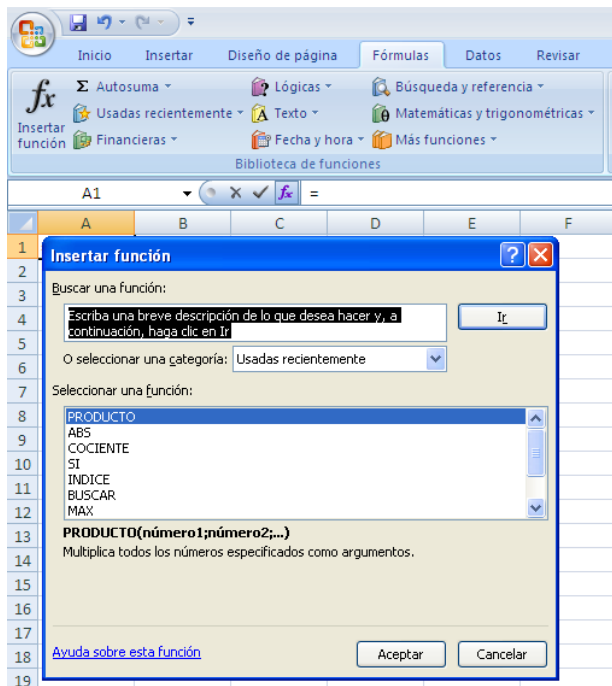 Inicio Insertar Diseño de página Fórmulas Datos Revisar
fx
Insertar
función
Σ Autosuma
Usadas recientemente
Financieras
Lógicas
Texto
Fecha y hora
Búsqueda y referencia
Matemáticas y trigonométricas
Más funciones
Biblioteca de funciones
A1 fx =
A B C D E F
1
2
3
4
5
6
7
8
9
10
11
12
13
14
15
16
17
18
19
Insertar función
Buscar una función:
Escriba una breve descripción de lo que desea hacer y, a
continuación, haga clic en Ir
Ir
O seleccionar una categoría: Usadas recientemente
Seleccionar una función:
PRODUCTO
ABS
COCIENTE
SI
INDICE
BUSCAR
MAX
PRODUCTO(número1;número2;...)
Multiplica todos los números especificados como argumentos.
Ayuda sobre esta función
Aceptar Cancelar